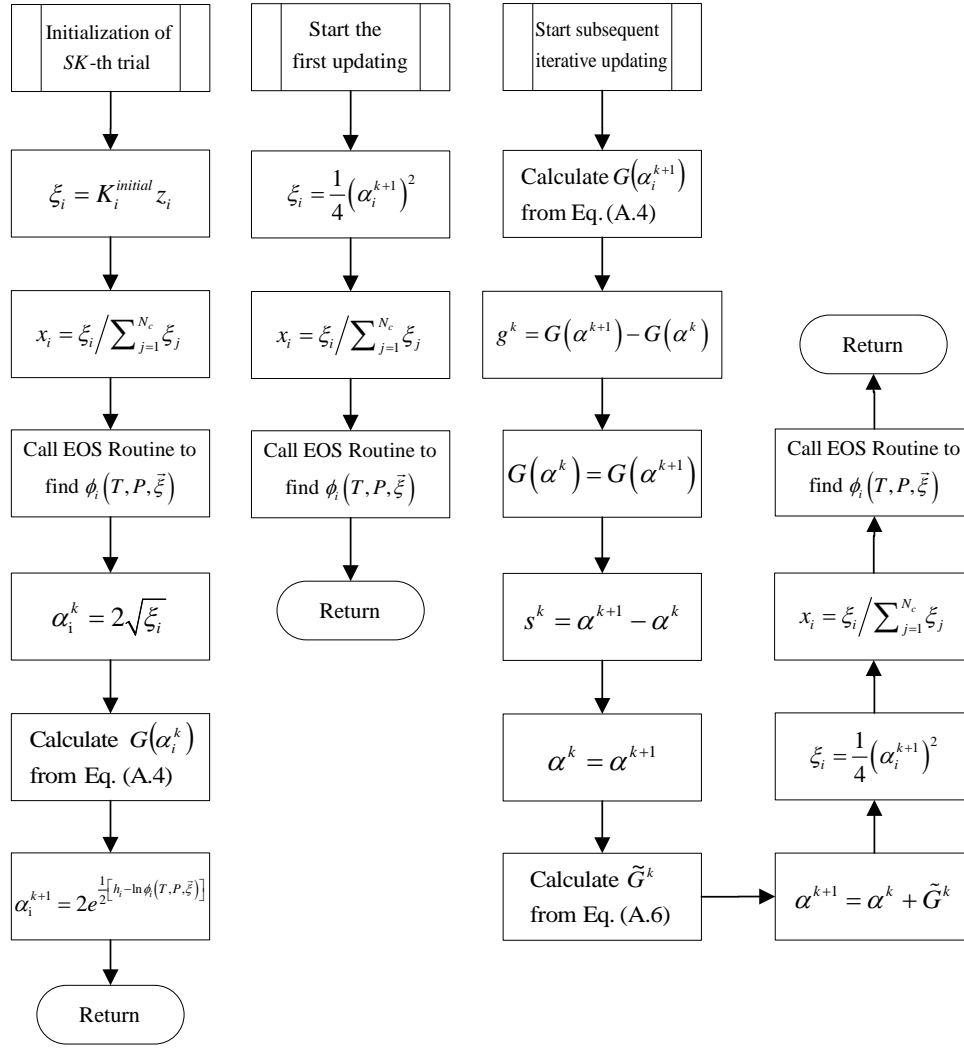 Initialization of
SK-th trial
ξ_i = K_i^{initial} z_i
x_i = ξ_i / ∑_{j=1}^{N_c} ξ_j
Call EOS Routine to
find ϕ_i(T, P, ξ⃗)
α_i^k = 2√ξ_i
Calculate G(α_i^k)
from Eq. (A.4)
α_i^{k+1} = 2e^{\frac{1}{2}[h_i − ln ϕ_i(T, P, ξ⃗)]}
Return
Start the
first updating
ξ_i = \frac{1}{4}(α_i^{k+1})^2
x_i = ξ_i / ∑_{j=1}^{N_c} ξ_j
Call EOS Routine to
find ϕ_i(T, P, ξ⃗)
Return
Start subsequent
iterative updating
Calculate G(α_i^{k+1})
from Eq. (A.4)
g^k = G(α^{k+1}) − G(α^k)
G(α^k) = G(α^{k+1})
s^k = α^{k+1} − α^k
α^k = α^{k+1}
Calculate G̃^k
from Eq. (A.6)
α^{k+1} = α^k + G̃^k
ξ_i = \frac{1}{4}(α_i^{k+1})^2
x_i = ξ_i / ∑_{j=1}^{N_c} ξ_j
Call EOS Routine to
find ϕ_i(T, P, ξ⃗)
Return